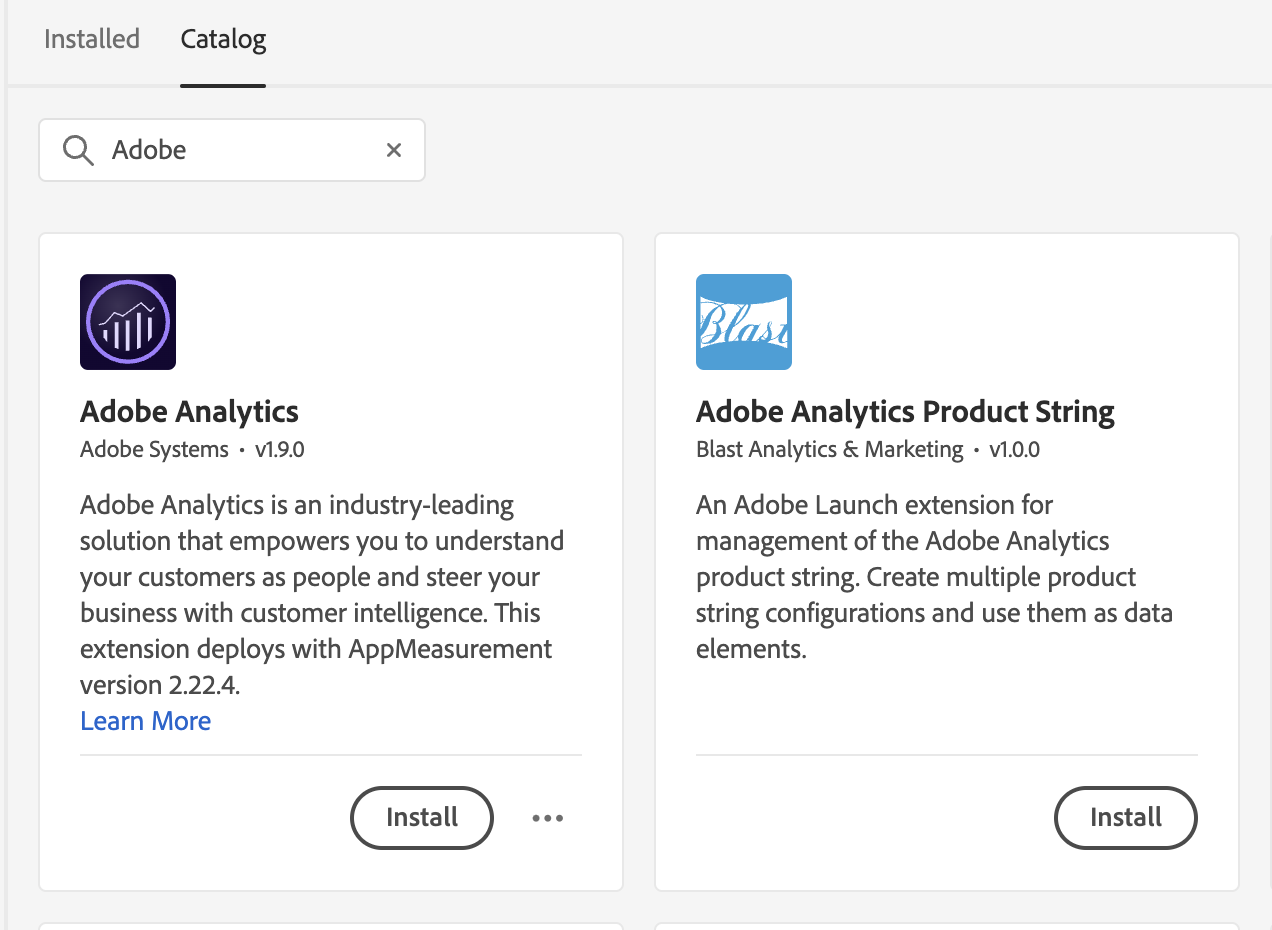 Installed Catalog
Adobe
Adobe Analytics
Adobe Systems • v1.9.0
Adobe Analytics is an industry-leading
solution that empowers you to understand
your customers as people and steer your
business with customer intelligence. This
extension deploys with AppMeasurement
version 2.22.4.
Learn More
Install
Blast
Adobe Analytics Product String
Blast Analytics & Marketing • v1.0.0
An Adobe Launch extension for
management of the Adobe Analytics
product string. Create multiple product
string configurations and use them as data
elements.
Install